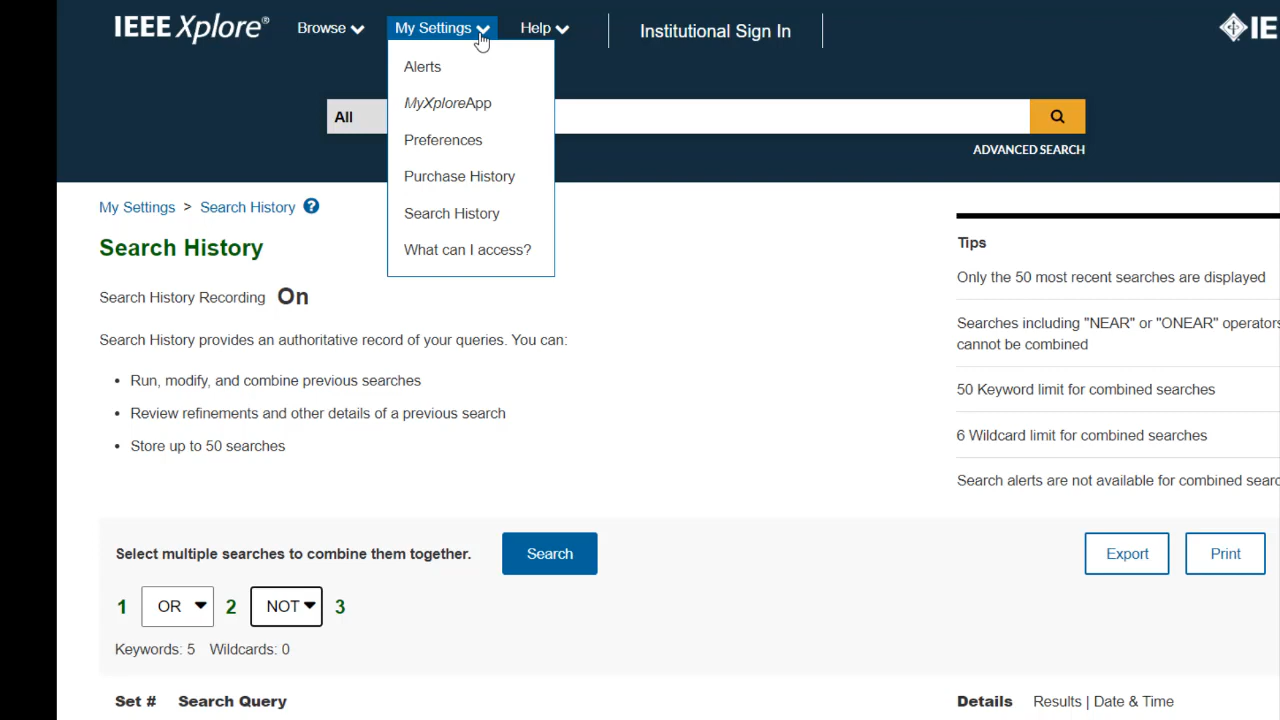 IEEE Xplore®
Browse
My Settings
Help
Institutional Sign In
IE
Alerts
MyXploreApp
Preferences
Purchase History
Search History
What can I access?
All
ADVANCED SEARCH
My Settings > Search History ?
Search History
Search History Recording On
Search History provides an authoritative record of your queries. You can:
• Run, modify, and combine previous searches
• Review refinements and other details of a previous search
• Store up to 50 searches
Tips
Only the 50 most recent searches are displayed
Searches including "NEAR" or "ONEAR" operators
cannot be combined
50 Keyword limit for combined searches
6 Wildcard limit for combined searches
Search alerts are not available for combined sear
Select multiple searches to combine them together.
Search
Export
Print
1 OR 2 NOT 3
Keywords: 5 Wildcards: 0
Set # Search Query
Details Results | Date & Time